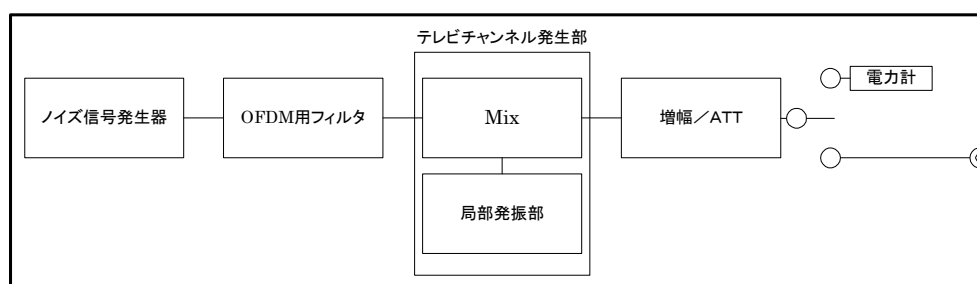 テレビチャンネル発生部
ノイズ信号発生器
OFDM用フィルタ
Mix
増幅／ATT
電力計
局部発振部